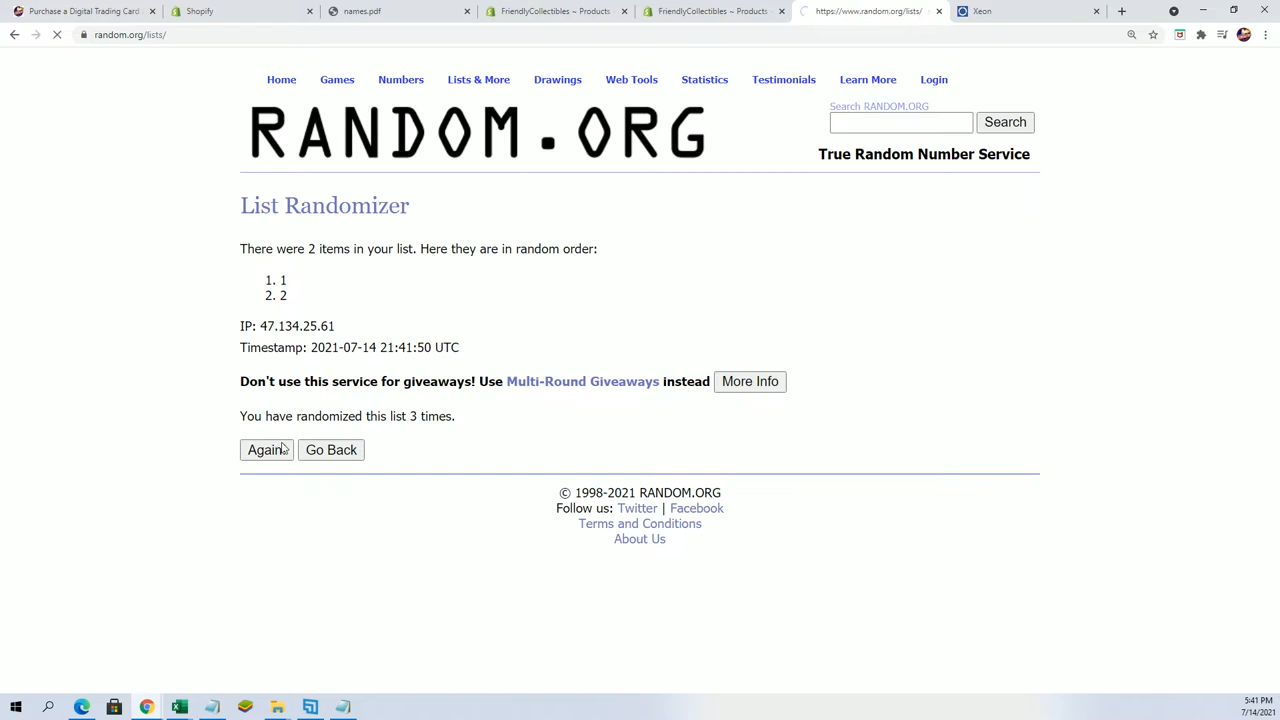 Purchase a Digital Trading Card
Shopify
names.pdf
FriendlyCollectibles ~ Products
FriendlyCollectibles ~ Products
https://www.random.org/lists/
Xeon
random.org/lists/
Home Games Numbers Lists & More Drawings Web Tools Statistics Testimonials Learn More Login
RANDOM.ORG
Search RANDOM.ORG
Search
True Random Number Service
List Randomizer
There were 2 items in your list. Here they are in random order:
1. 1
2. 2
IP: 47.134.25.61
Timestamp: 2021-07-14 21:41:50 UTC
Don't use this service for giveaways! Use Multi-Round Giveaways instead More Info
You have randomized this list 3 times.
Again Go Back
© 1998-2021 RANDOM.ORG
Follow us: Twitter | Facebook
Terms and Conditions
About Us
5:41 PM
7/14/2021